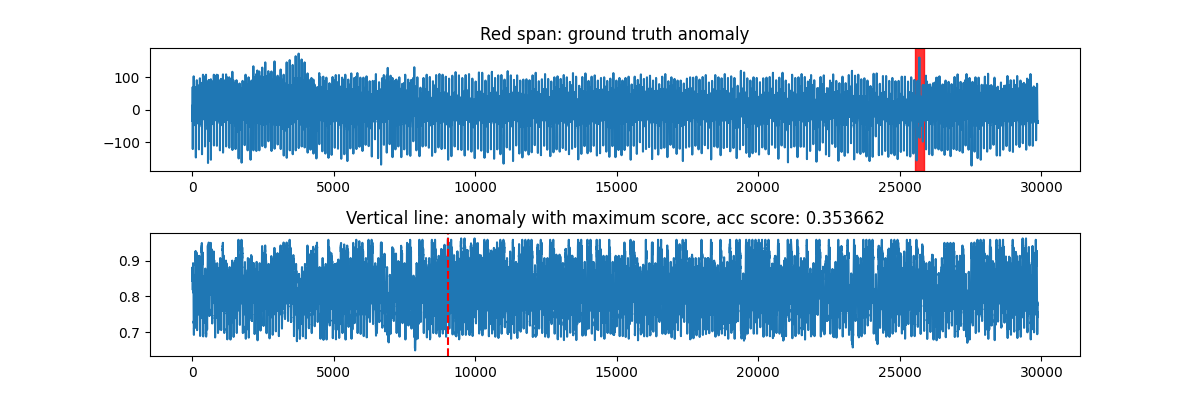 Red span: ground truth anomaly
100
0
−100
0 5000 10000 15000 20000 25000 30000
Vertical line: anomaly with maximum score, acc score: 0.353662
0.9
0.8
0.7
0 5000 10000 15000 20000 25000 30000